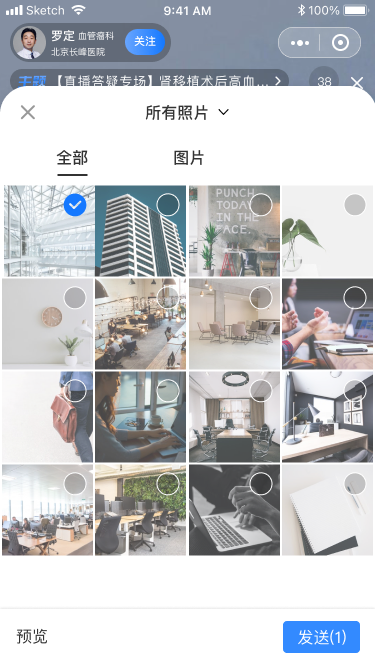 Sketch
9:41 AM
100%
罗定 血管瘤科
北京长峰医院
关注
主题 【直播答疑专场】肾移植术后高血...
38
所有照片
全部
图片
PUNCH
TODAY
IN THE
FACE.
预览
发送(1)